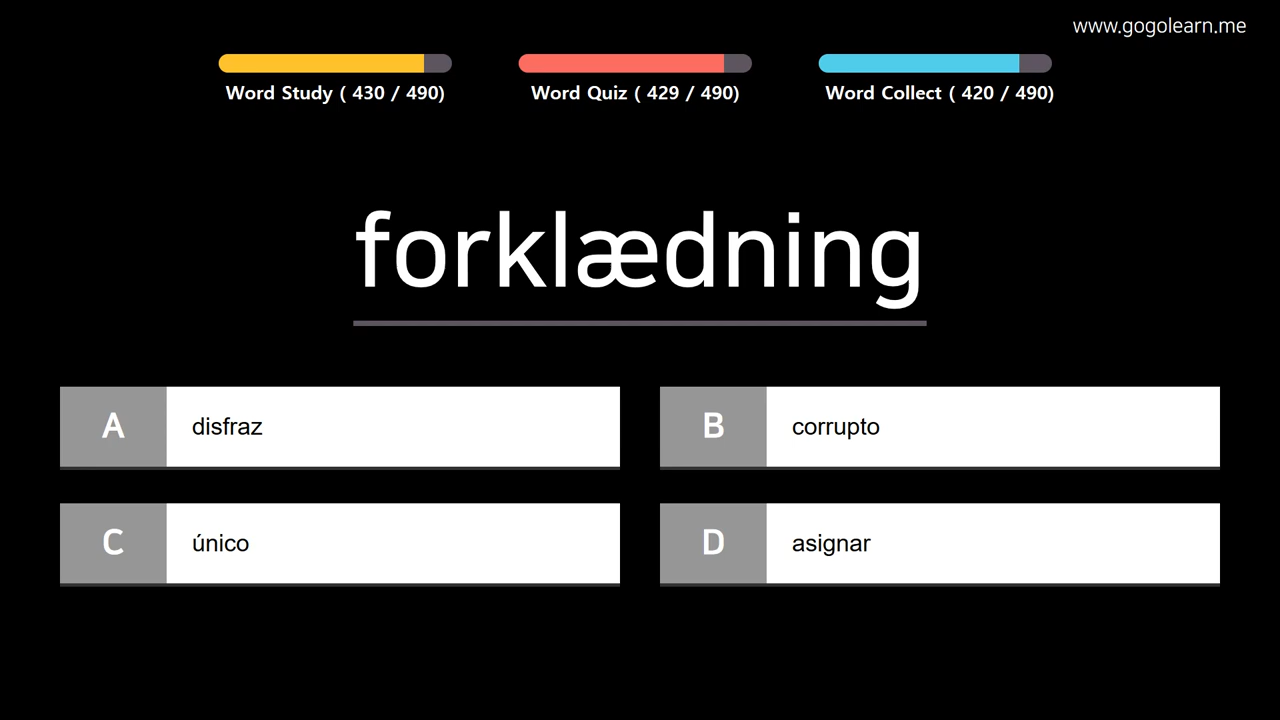 www.gogolearn.me
Word Study ( 430 / 490)
Word Quiz ( 429 / 490)
Word Collect ( 420 / 490)
forklædning
A disfraz
B corrupto
C único
D asignar